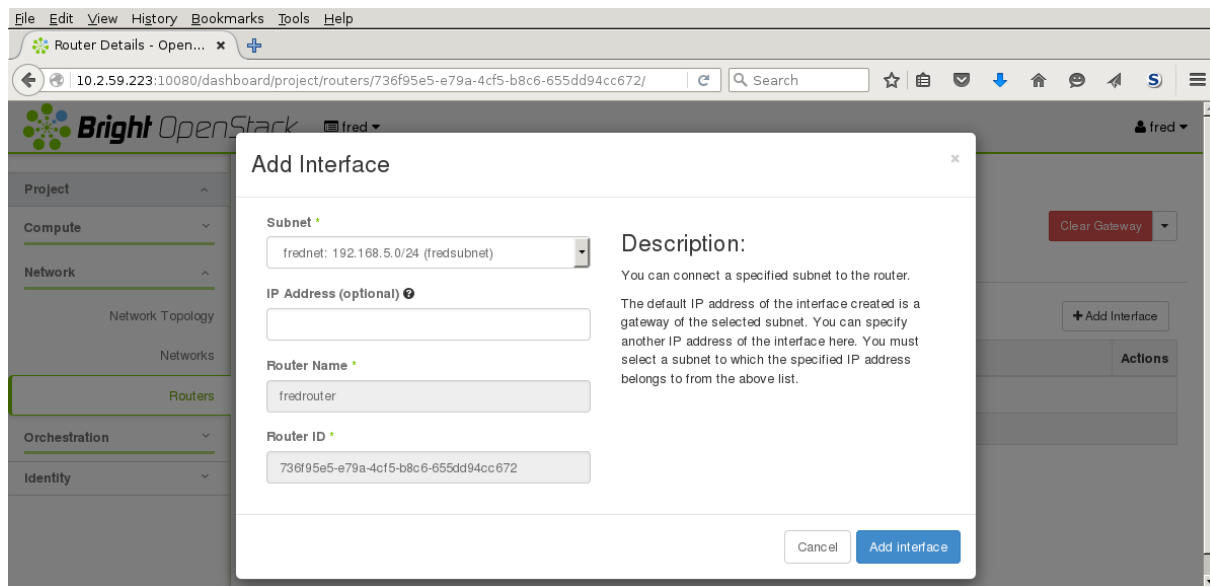 File Edit View History Bookmarks Tools Help
Router Details - Open... ×
10.2.59.223:10080/dashboard/project/routers/736f95e5-e79a-4cf5-b8c6-655dd94cc672/
Search
Bright OpenStack
fred
fred
Project
Compute
Network
Network Topology
Networks
Routers
Orchestration
Identity
Clear Gateway
+Add Interface
Actions
Add Interface
×
Subnet *
frednet: 192.168.5.0/24 (fredsubnet)
IP Address (optional)
Router Name *
fredrouter
Router ID *
736f95e5-e79a-4cf5-b8c6-655dd94cc672
Description:
You can connect a specified subnet to the router.
The default IP address of the interface created is a
gateway of the selected subnet. You can specify
another IP address of the interface here. You must
select a subnet to which the specified IP address
belongs to from the above list.
Cancel
Add interface